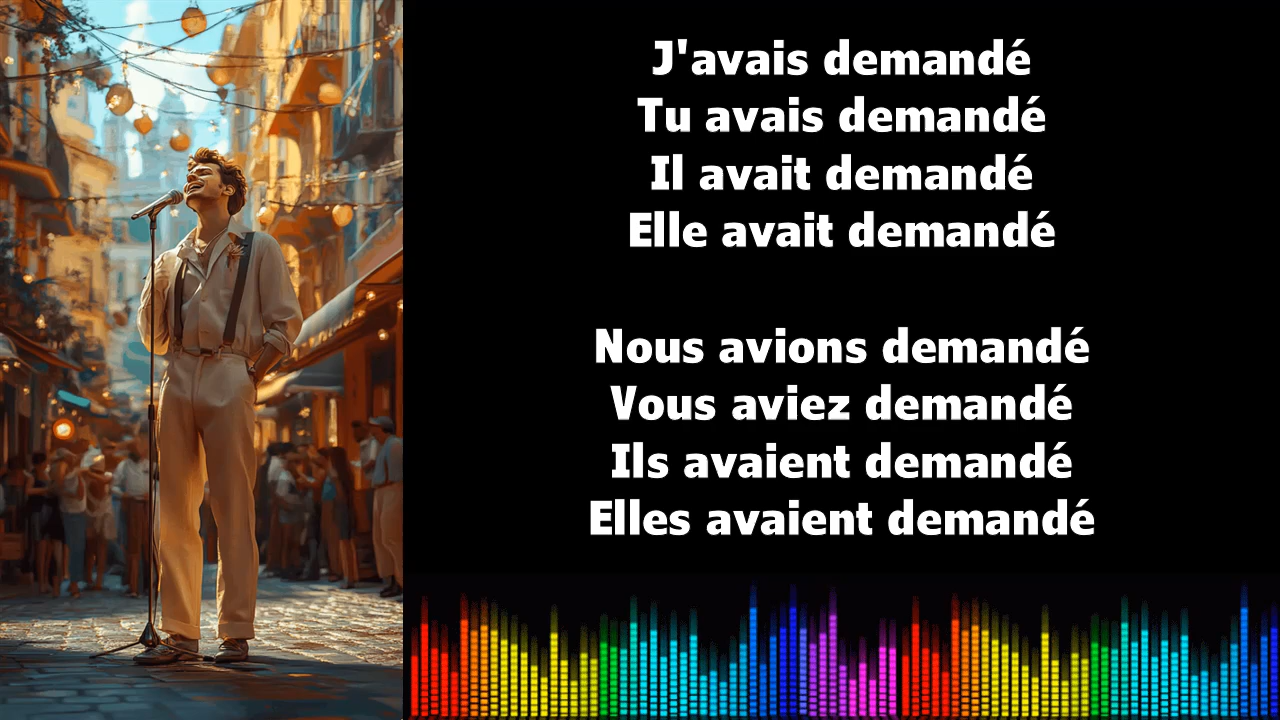 J'avais demandé
Tu avais demandé
Il avait demandé
Elle avait demandé
Nous avions demandé
Vous aviez demandé
Ils avaient demandé
Elles avaient demandé